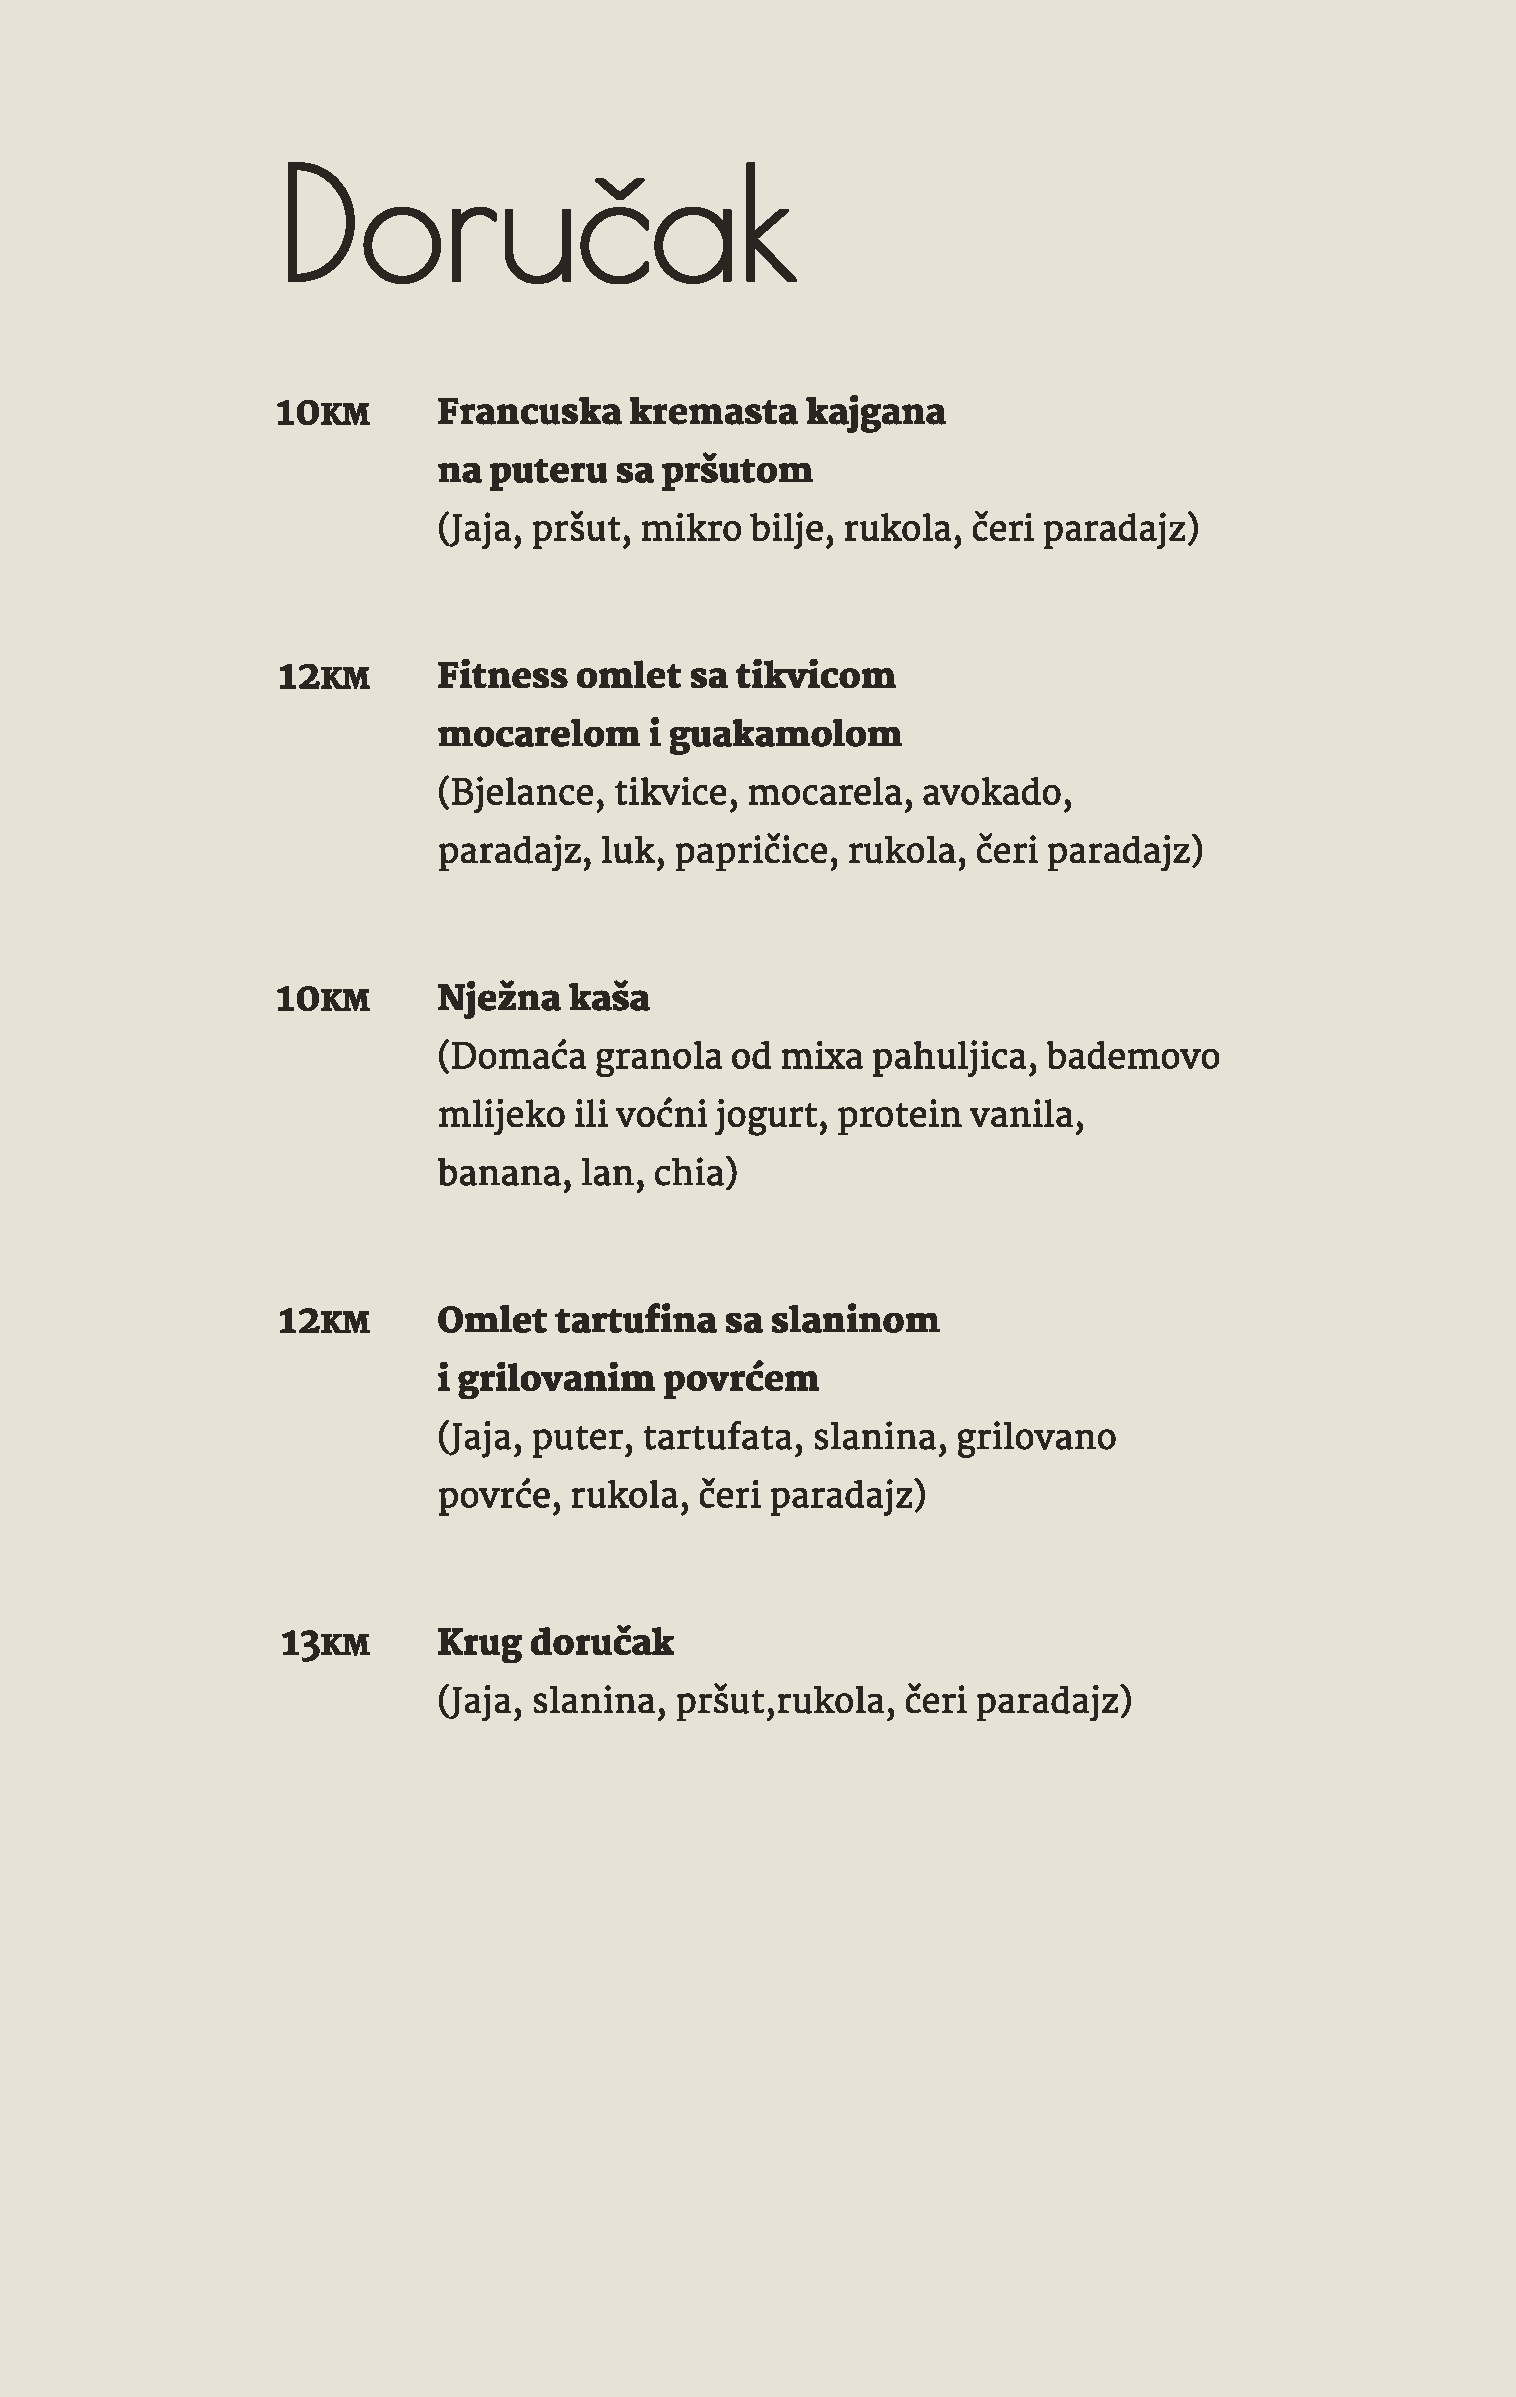 Doručak
10KM Francuska kremasta kajgana
na puteru sa pršutom
(Jaja, pršut, mikro bilje, rukola, čeri paradajz)
12KM Fitness omlet sa tikvicom
mocarelom i guakamolom
(Bjelance, tikvice, mocarela, avokado,
paradajz, luk, papričice, rukola, čeri paradajz)
10KM Nježna kaša
(Domaća granola od mixa pahuljica, bademovo
mlijeko ili voćni jogurt, protein vanila,
banana, lan, chia)
12KM Omlet tartufina sa slaninom
i grilovanim povrćem
(Jaja, puter, tartufata, slanina, grilovano
povrće, rukola, čeri paradajz)
13KM Krug doručak
(Jaja, slanina, pršut,rukola, čeri paradajz)